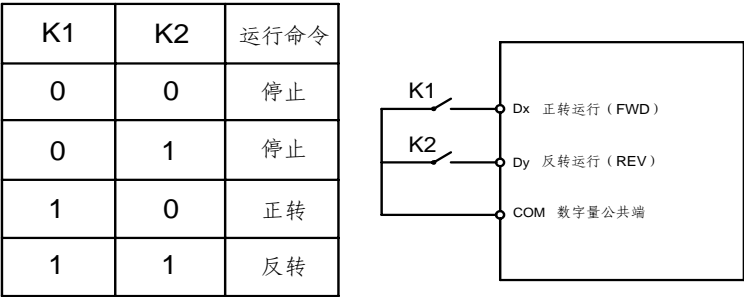 K1 K2 运行命令
0 0 停止
0 1 停止
1 0 正转
1 1 反转
K1
Dx 正转运行（FWD）
K2
Dy 反转运行（REV）
COM 数字量公共端